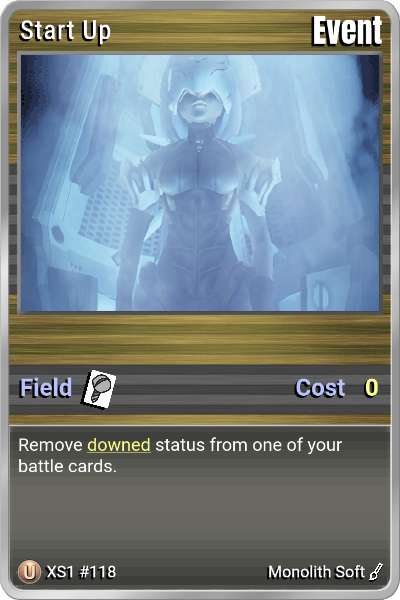 Start Up
Event
Field
Cost 0
Remove downed status from one of your
battle cards.
U XS1 #118
Monolith Soft